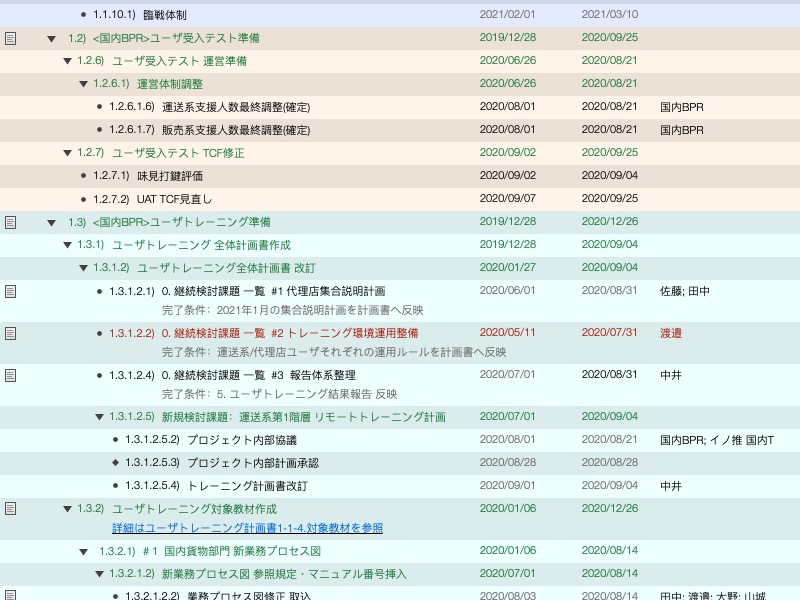 1.1.10.1) 臨戦体制 2021/02/01 2021/03/10
1.2) <国内BPR>ユーザ受入テスト準備 2019/12/28 2020/09/25
1.2.6) ユーザ受入テスト 運営準備 2020/06/26 2020/08/21
1.2.6.1) 運営体制調整 2020/06/26 2020/08/21
1.2.6.1.6) 運送系支援人数最終調整(確定) 2020/08/01 2020/08/21 国内BPR
1.2.6.1.7) 販売系支援人数最終調整(確定) 2020/08/01 2020/08/21 国内BPR
1.2.7) ユーザ受入テスト TCF修正 2020/09/02 2020/09/25
1.2.7.1) 味見打鍵評価 2020/09/02 2020/09/04
1.2.7.2) UAT TCF見直し 2020/09/07 2020/09/25
1.3) <国内BPR>ユーザトレーニング準備 2019/12/28 2020/12/26
1.3.1) ユーザトレーニング 全体計画書作成 2019/12/28 2020/09/04
1.3.1.2) ユーザトレーニング全体計画書 改訂 2020/01/27 2020/09/04
1.3.1.2.1) 0. 継続検討課題 一覧 #1 代理店集合説明計画 2020/06/01 2020/08/31 佐藤; 田中
完了条件: 2021年1月の集合説明計画を計画書へ反映
1.3.1.2.2) 0. 継続検討課題 一覧 #2 トレーニング環境運用整備 2020/05/11 2020/07/31 渡邉
完了条件: 運送系/代理店ユーザそれぞれの運用ルールを計画書へ反映
1.3.1.2.4) 0. 継続検討課題 一覧 #3 報告体系整理 2020/07/01 2020/08/31 中井
完了条件: 5. ユーザトレーニング結果報告 反映
1.3.1.2.5) 新規検討課題: 運送系第1階層 リモートトレーニング計画 2020/07/01 2020/09/04
1.3.1.2.5.2) プロジェクト内部協議 2020/08/01 2020/08/21 国内BPR; イノ推 国内T
1.3.1.2.5.3) プロジェクト内部計画承認 2020/08/28 2020/08/28
1.3.1.2.5.4) トレーニング計画書改訂 2020/09/01 2020/09/04 中井
1.3.2) ユーザトレーニング対象教材作成 2020/01/06 2020/12/26
詳細はユーザトレーニング計画書1-1-4.対象教材を参照
1.3.2.1) #1 国内貨物部門 新業務プロセス図 2020/01/06 2020/08/14
1.3.2.1.2) 新業務プロセス図 参照規定・マニュアル番号挿入 2020/07/01 2020/08/14
1.3.2.1.2.2) 業務プロセス図修正 取込 2020/08/03 2020/08/14 田中; 渡邉; 大野; 山城